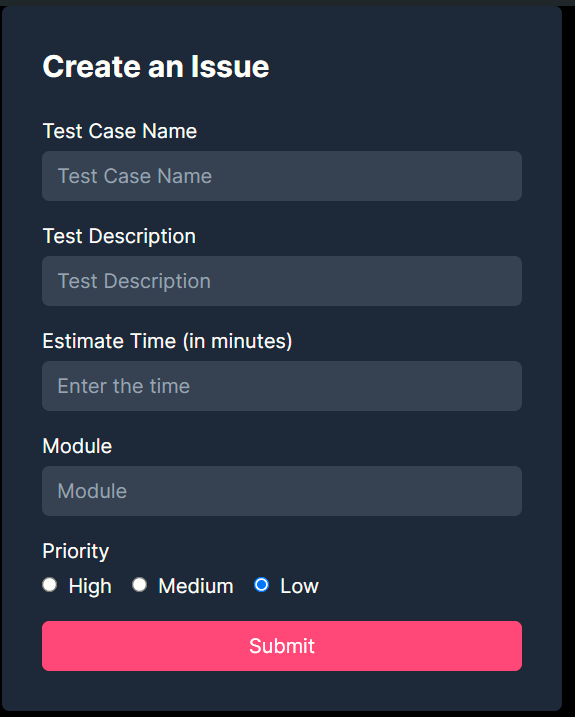 Create an Issue
Test Case Name
Test Case Name
Test Description
Test Description
Estimate Time (in minutes)
Enter the time
Module
Module
Priority
High Medium Low
Submit